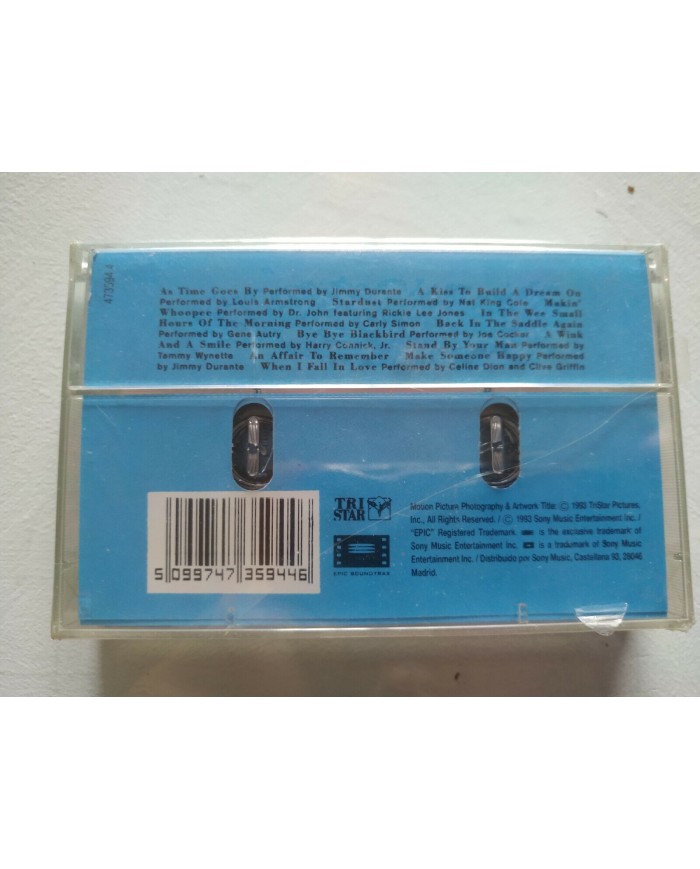 473594 4
As Time Goes By Performed by Jimmy Durante A Kiss To Build A Dream On
Performed by Louis Armstrong Stardust Performed by Nat King Cole Makin'
Whoopee Performed by Dr. John featuring Rickie Lee Jones In The Wee Small
Hours Of The Morning Performed by Carly Simon Back In The Saddle Again
Performed by Gene Autry Bye Bye Blackbird Performed by Joe Cocker A Wink
And A Smile Performed by Harry Connick, Jr. Stand By Your Man Performed by
Tammy Wynette An Affair To Remember Make Someone Happy Performed
by Jimmy Durante When I Fall In Love Performed by Celine Dion and Clive Griffin
TRI
STAR
EPIC SOUNDTRAX
Motion Picture Photography & Artwork Title © 1993 TriStar Pictures,
Inc., All Rights Reserved. / © 1993 Sony Music Entertainment Inc. /
"EPIC" Registered Trademark. is the exclusive trademark of
Sony Music Entertainment Inc. is a trademark of Sony Music
Entertainment Inc. / Distribuido por Sony Music, Castellana 93, 28046
Madrid.
5 099747 359446